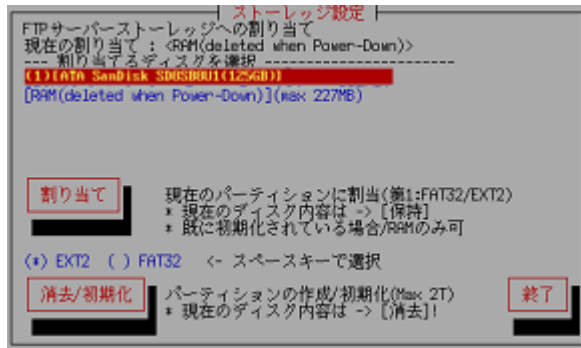 ストーレッジ設定
FTPサーバーストーレッジへの割り当て
現在の割り当て : <RAM(deleted when Power-Down)>
--- 割り当てるディスクを選択 -----------------------
(1)[ATA SanDisk SD8SB8U1(125GB)]
[RAM(deleted when Power-Down)](max 227MB)
割り当て
現在のパーティションに割当(第1:FAT32/EXT2)
* 現在のディスク内容は -> [保持]
* 既に初期化されている場合/RAMのみ可
(*) EXT2 ( ) FAT32 <- スペースキーで選択
消去/初期化
パーティションの作成/初期化(Max 2T)
* 現在のディスク内容は -> [消去]!
終了